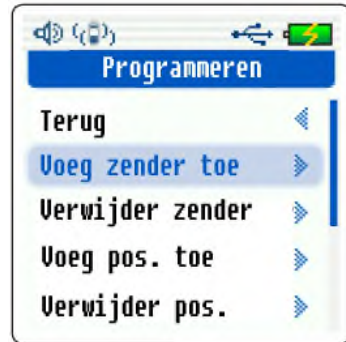 Programmeren
Terug
Voeg zender toe
Verwijder zender
Voeg pos. toe
Verwijder pos.